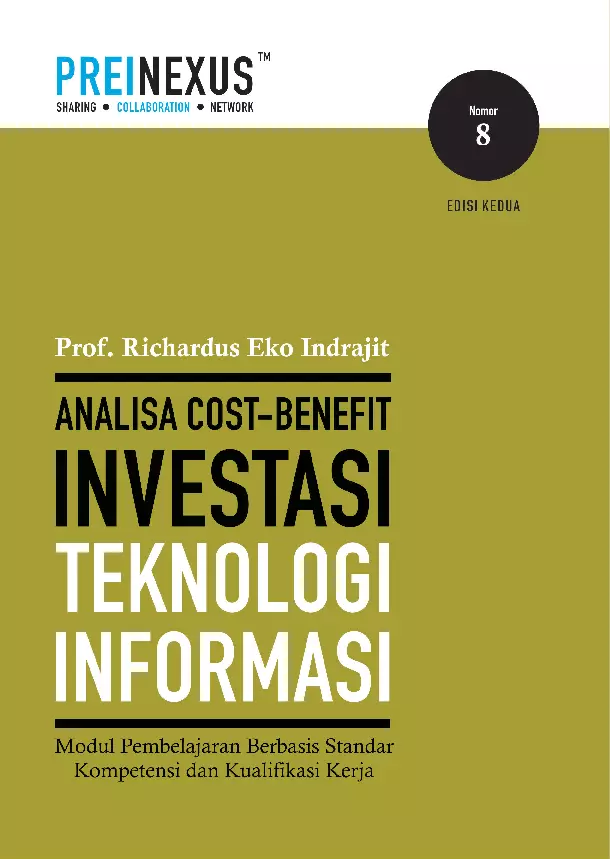 PREINEXUS™
SHARING • COLLABORATION • NETWORK
Nomor
8
EDISI KEDUA
Prof. Richardus Eko Indrajit
ANALISA COST-BENEFIT
INVESTASI
TEKNOLOGI
INFORMASI
Modul Pembelajaran Berbasis Standar
Kompetensi dan Kualifikasi Kerja